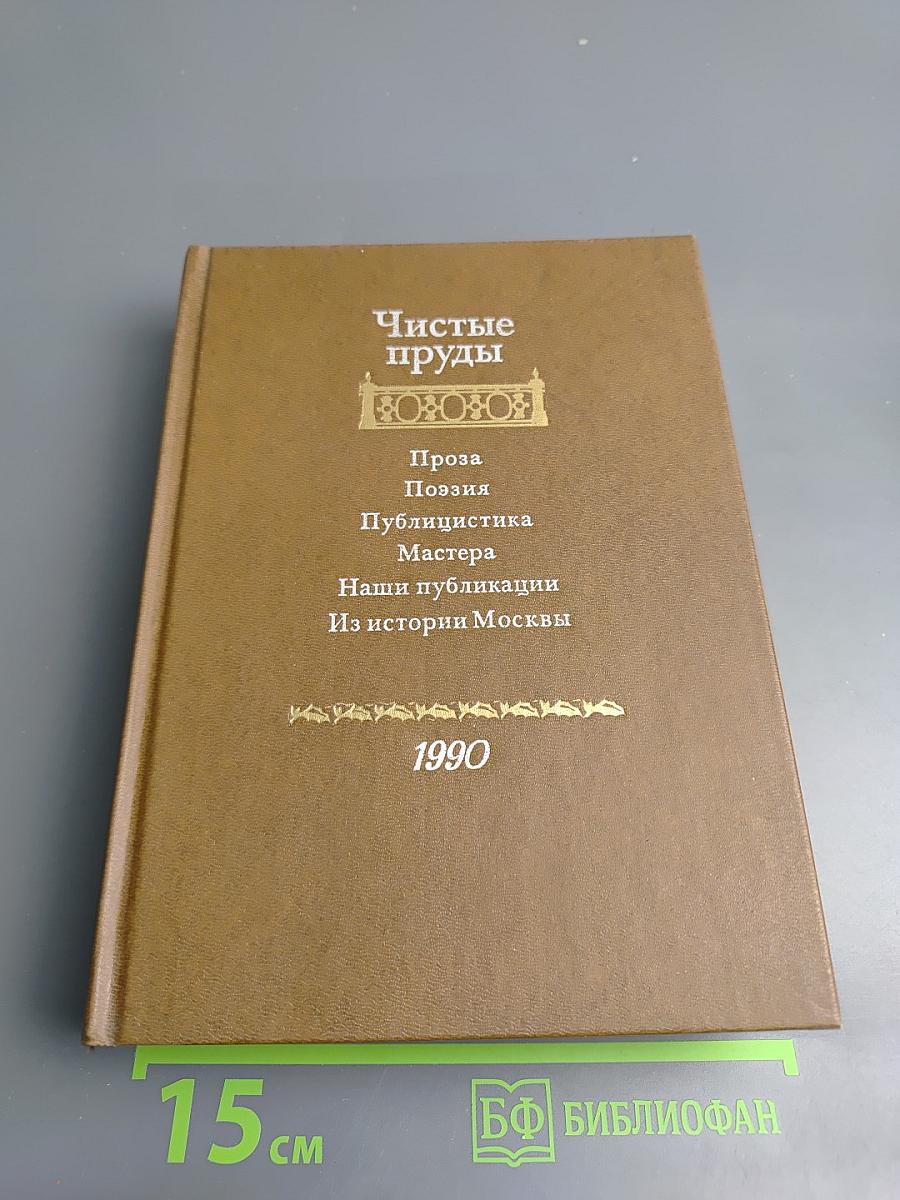 Чистые
пруды
Проза
Поэзия
Публицистика
Мастера
Наши публикации
Из истории Москвы
1990
15 см
БФ БИБЛИОФАН